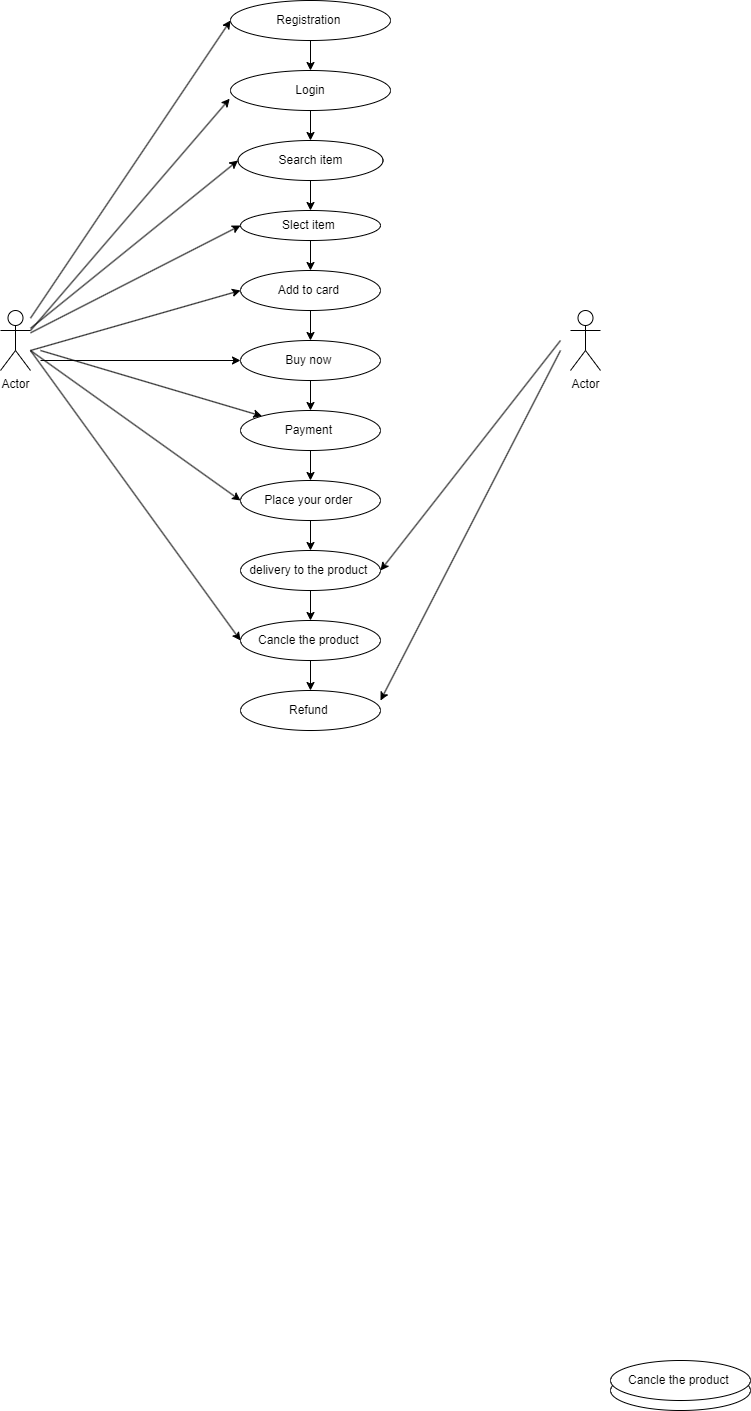 Registration
Login
Search item
Slect item
Add to card
Actor
Buy now
Actor
Payment
Place your order
delivery to the product
Cancle the product
Refund
Cancle the product